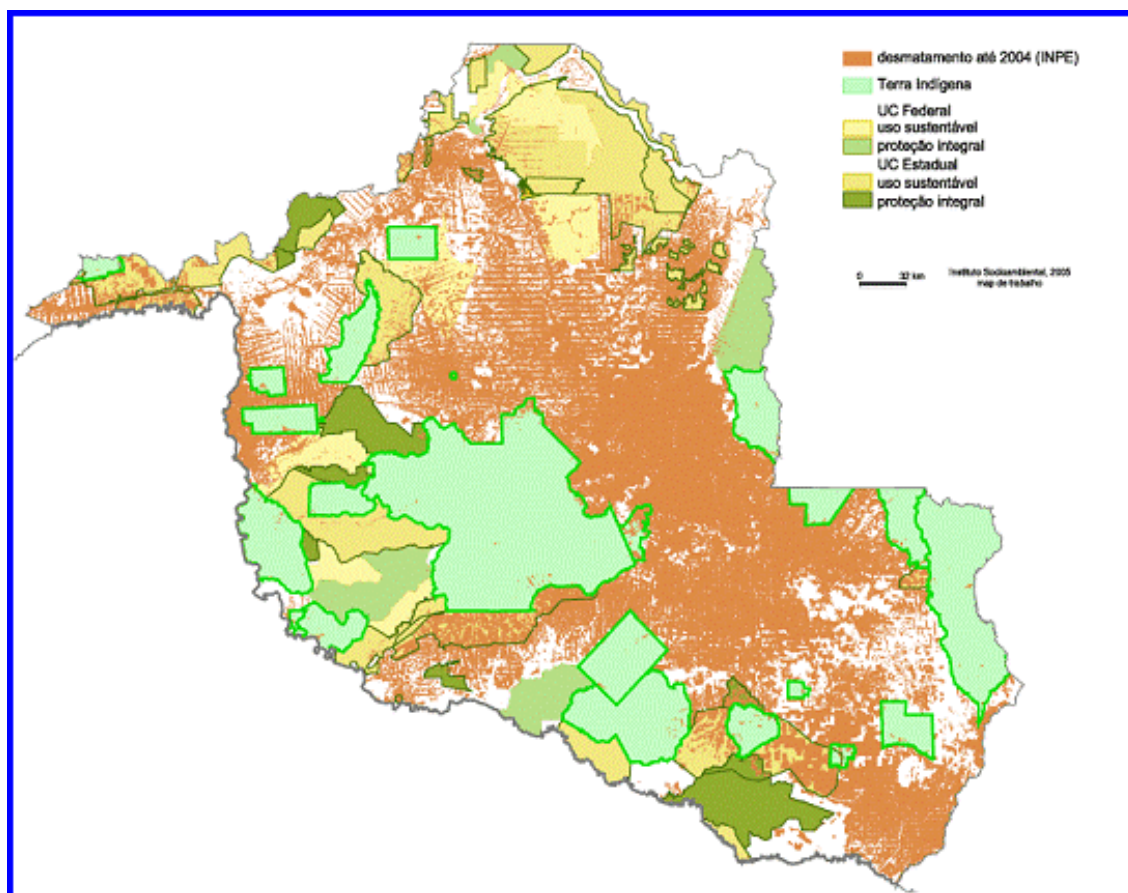 desmatamento até 2004 (INPE)
Terra Indígena
UC Federal
uso sustentável
proteção integral
UC Estadual
uso sustentável
proteção integral
0 32 km
Instituto Socioambiental, 2005
map de trabalho